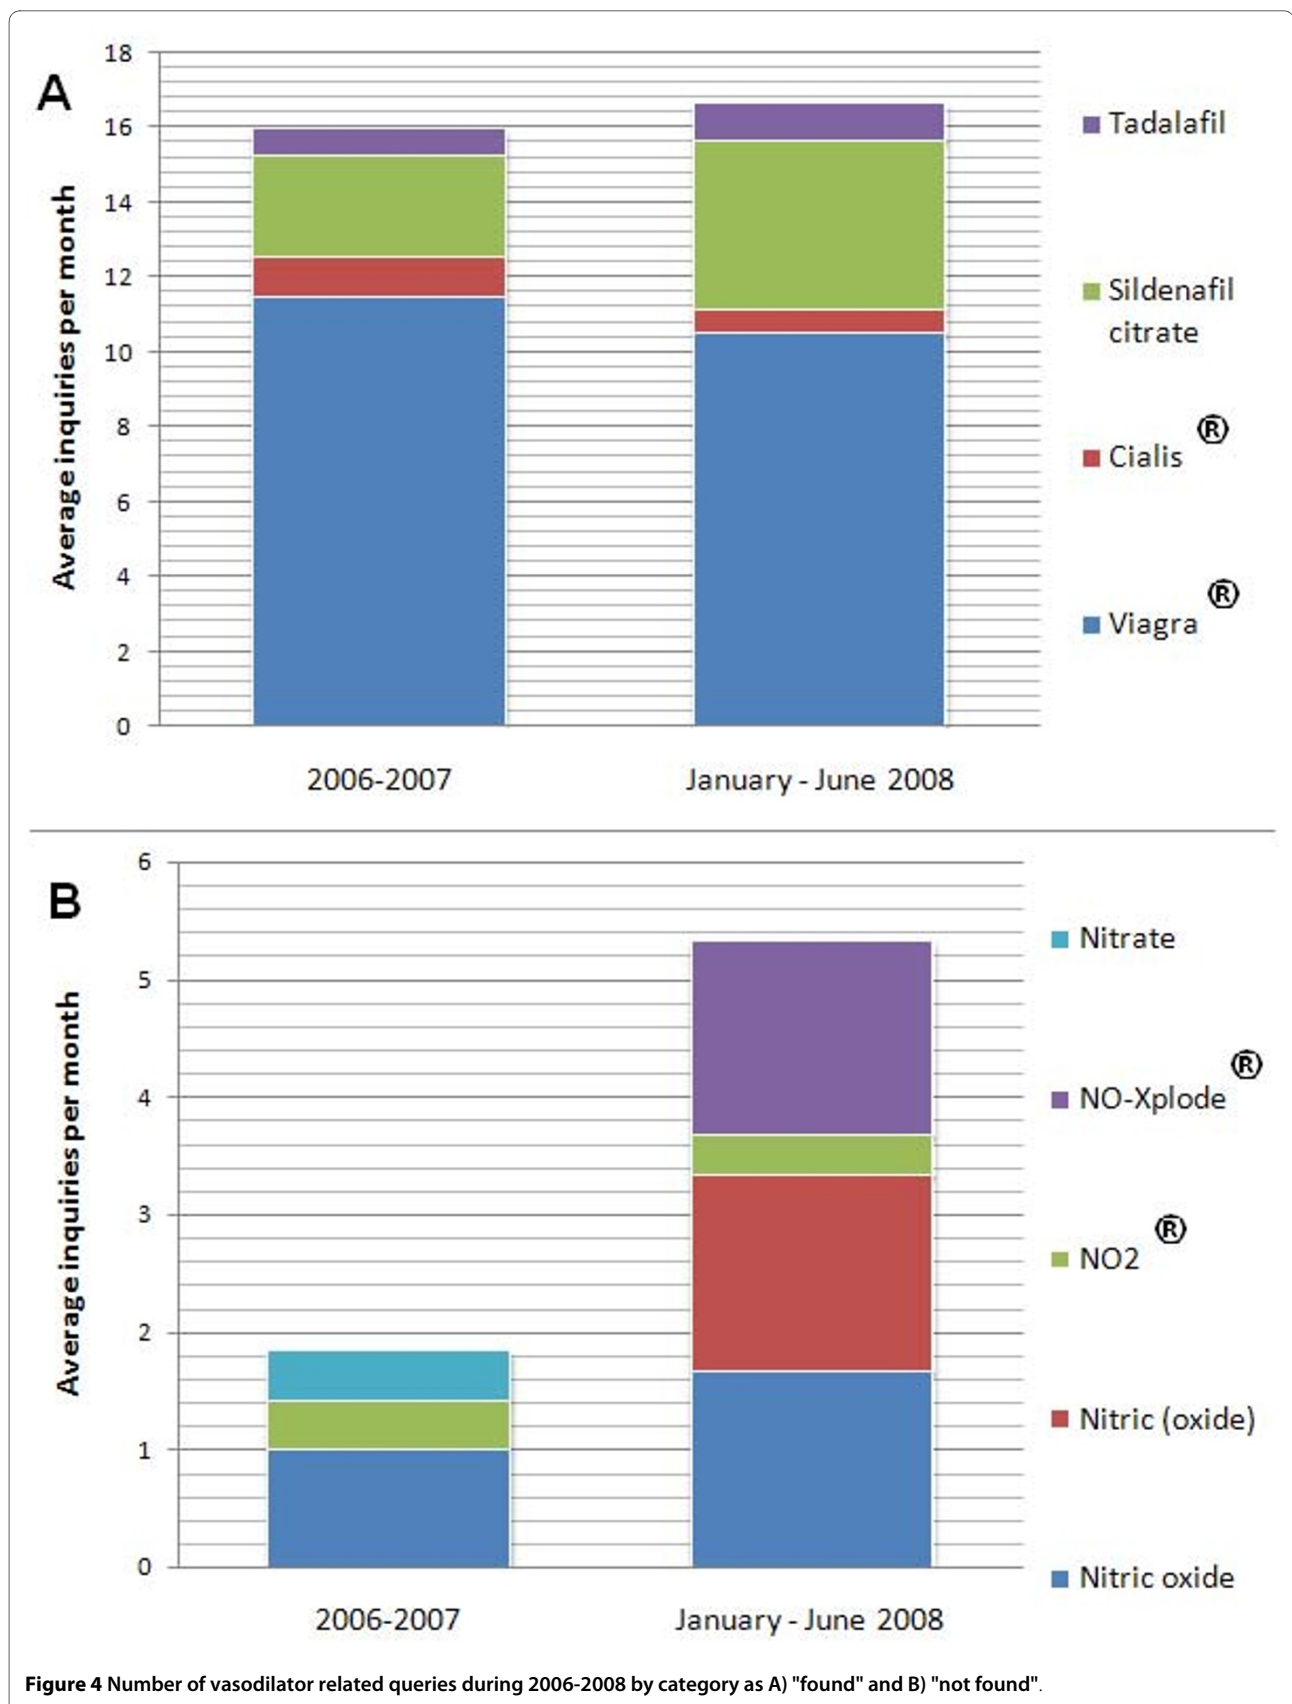 A
Average inquiries per month
18
16
14
12
10
8
6
4
2
0
2006-2007
January - June 2008
Tadalafil
Sildenafil
citrate
Cialis ®
Viagra ®
B
Average inquiries per month
6
5
4
3
2
1
0
2006-2007
January - June 2008
Nitrate
NO-Xplode ®
NO2 ®
Nitric (oxide)
Nitric oxide
Figure 4 Number of vasodilator related queries during 2006-2008 by category as A) "found" and B) "not found".